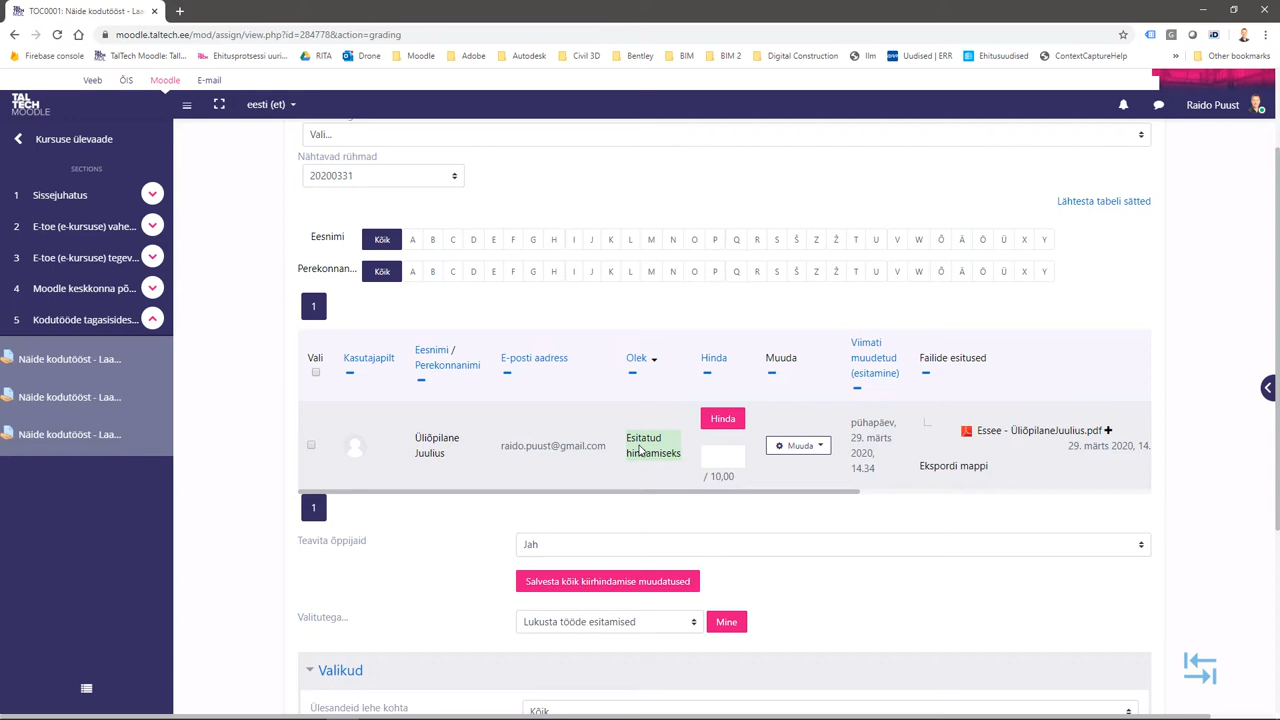 TOC0001: Näide kodutööst - Laa
moodle.taltech.ee/mod/assign/view.php?id=284778&action=grading
Firebase console TalTech Moodle: Tall... Ehitusprotsessi uuri... RITA Drone Moodle Adobe Autodesk Civil 3D Bentley BIM BIM 2 Digital Construction Ilm Uudised | ERR Ehitusuudised ContextCaptureHelp » Other bookmarks
Veeb ÕIS Moodle E-mail
TAL TECH MOODLE
eesti (et)
Raido Puust
Kursuse ülevaade
SECTIONS
1 Sissejuhatus
2 E-toe (e-kursuse) vahe...
3 E-toe (e-kursuse) tegev...
4 Moodle keskkonna põ...
5 Kodutööde tagasisides...
Näide kodutööst - Laa...
Näide kodutööst - Laa...
Näide kodutööst - Laa...
Vali...
Nähtavad rühmad
20200331
Lähtesta tabeli sätted
Eesnimi Kõik A B C D E F G H I J K L M N O P Q R S Š Z Ž T U V W Õ Ä Ö Ü X Y
Perekonnan... Kõik A B C D E F G H I J K L M N O P Q R S Š Z Ž T U V W Õ Ä Ö Ü X Y
1
Vali
Kasutajapilt
Eesnimi /
Perekonnanimi
E-posti aadress
Olek
Hinda
Muuda
Viimati
muudetud
(esitamine)
Failide esitused
Üliõpilane
Juulius
raido.puust@gmail.com
Esitatud
hindamiseks
Hinda
/ 10,00
Muuda
pühapäev,
29. märts
2020,
14.34
Essee - ÜliõpilaneJuulius.pdf
29. märts 2020, 14.
Ekspordi mappi
1
Teavita õppijaid
Jah
Salvesta kõik kiirhindamise muudatused
Valitutega...
Lukusta tööde esitamised
Mine
Valikud
Ülesandeid lehe kohta
Kõik